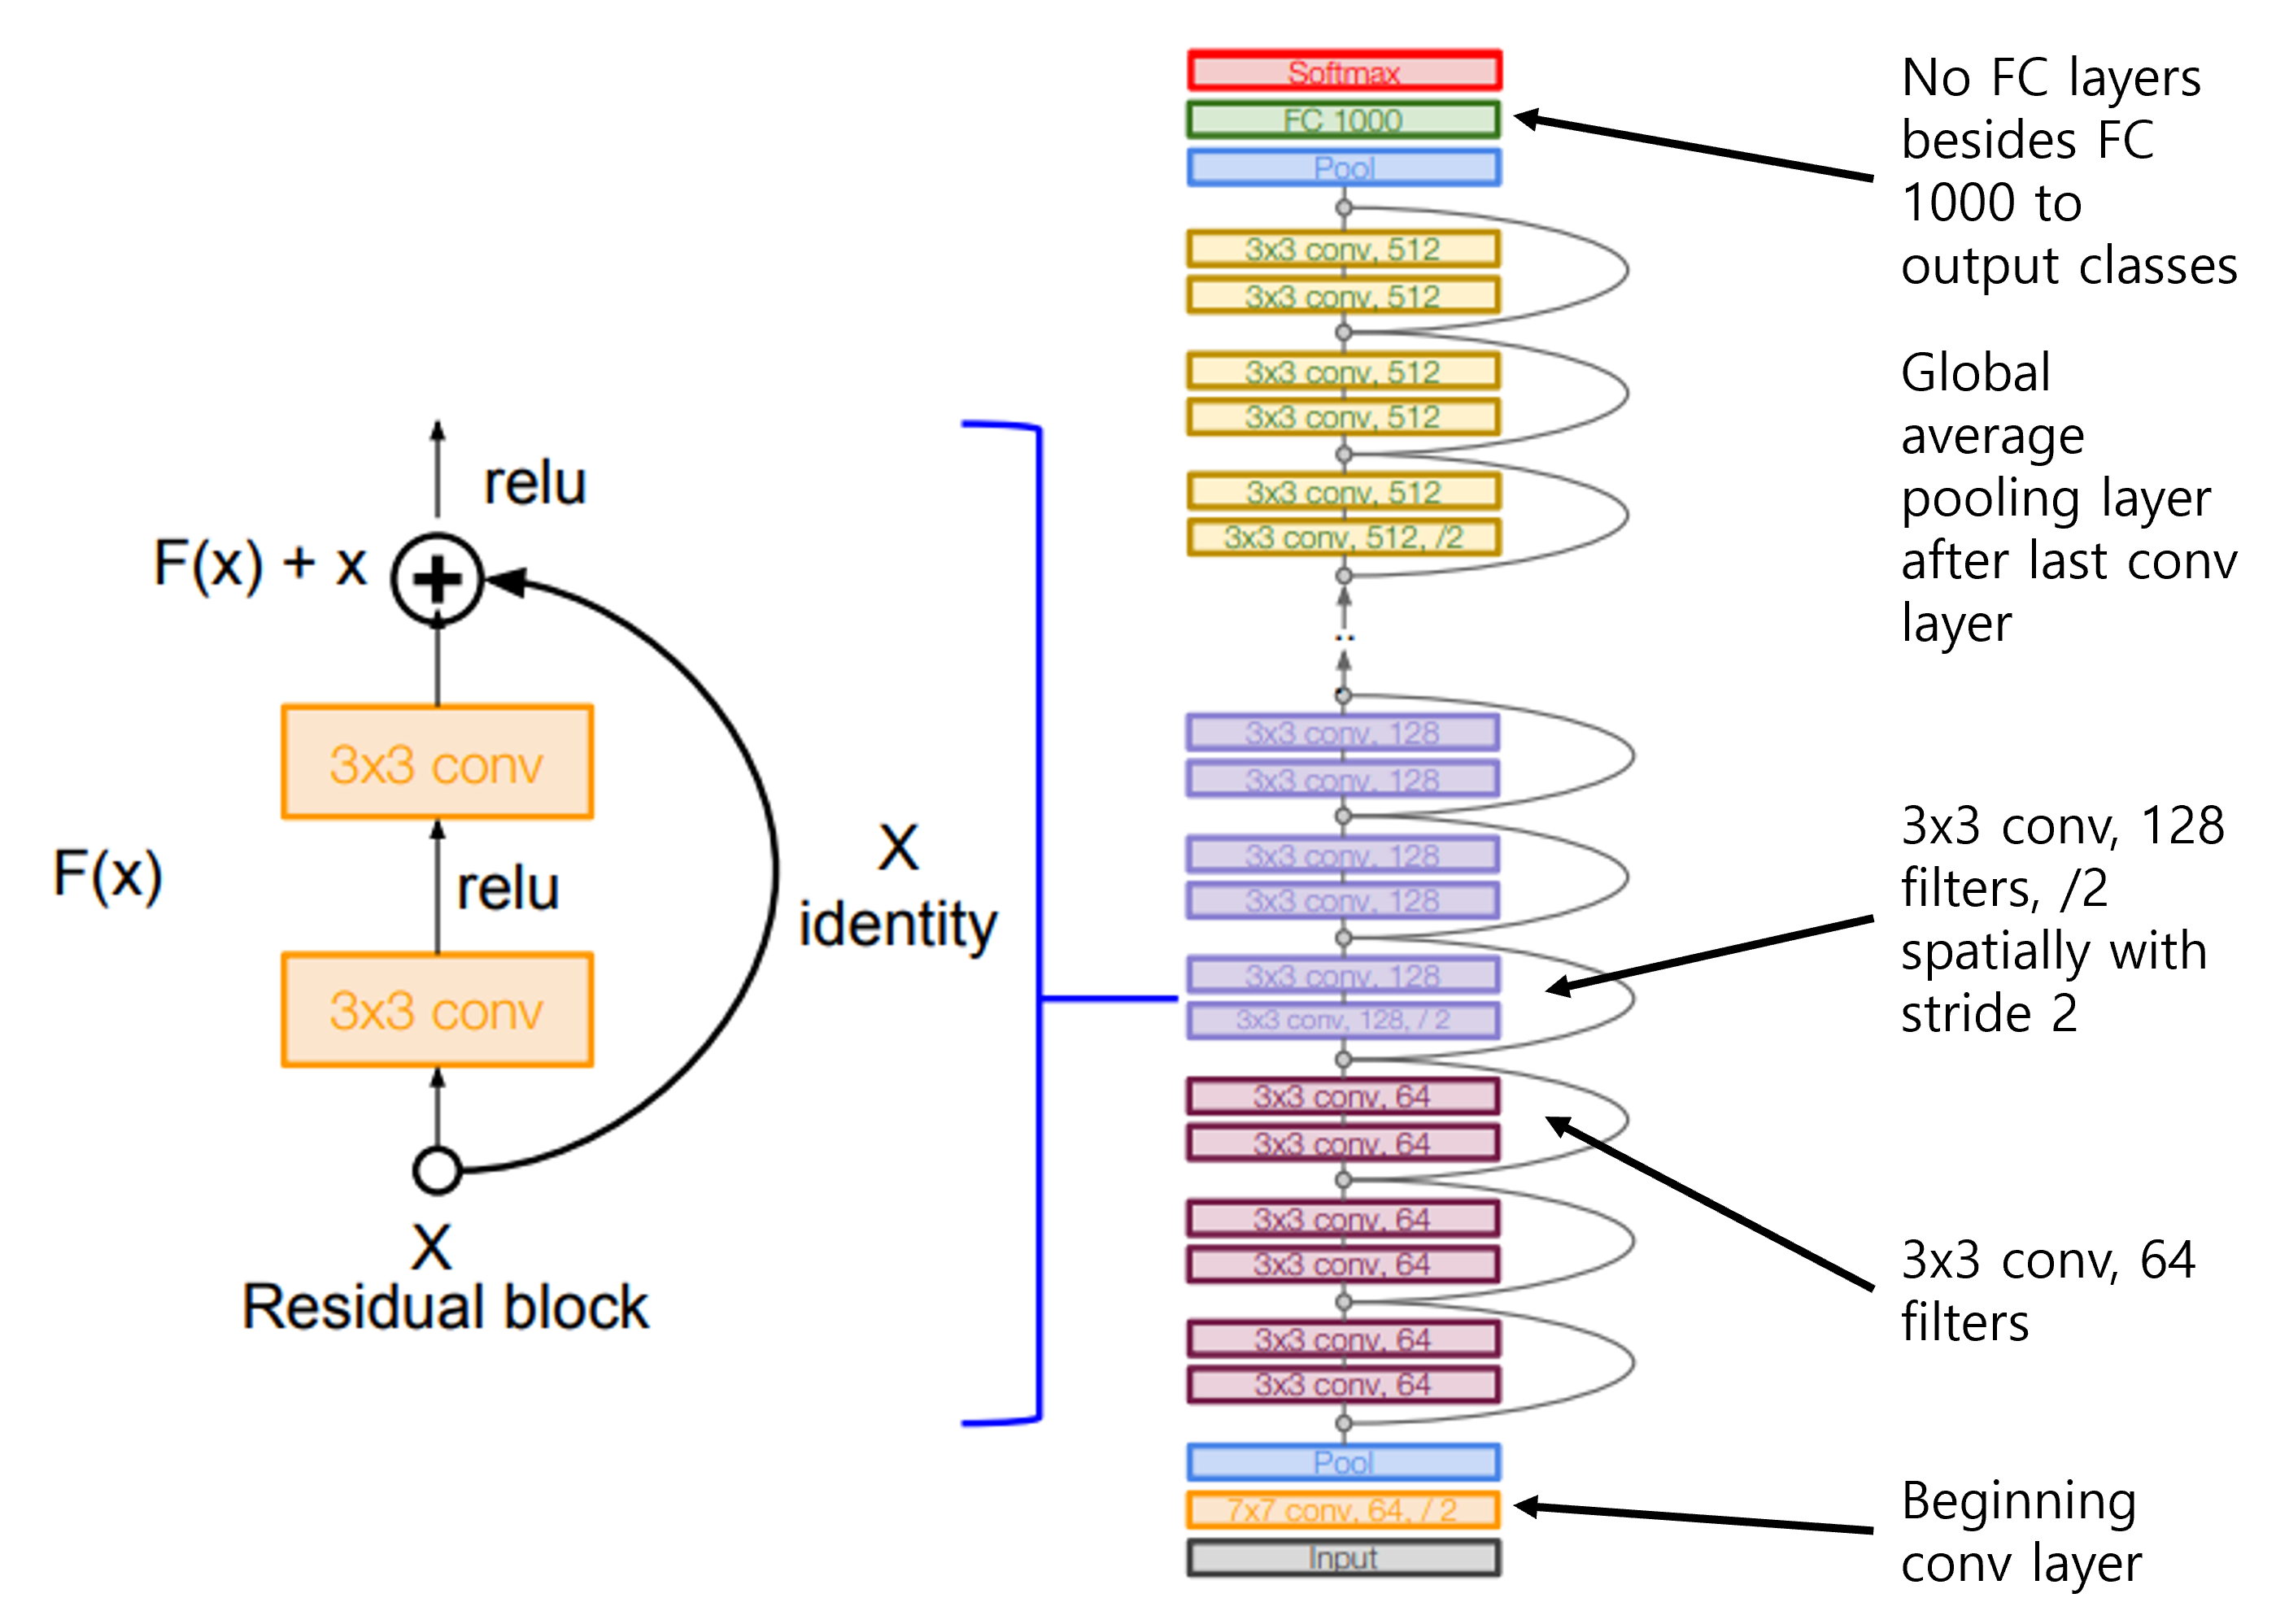 relu
F(x) + x
3x3 conv
F(x)
relu
X
identity
3x3 conv
X
Residual block
Softmax
FC 1000
Pool
3x3 conv, 512
3x3 conv, 512
3x3 conv, 512
3x3 conv, 512
3x3 conv, 512
3x3 conv, 512, /2
..
3x3 conv, 128
3x3 conv, 128
3x3 conv, 128
3x3 conv, 128
3x3 conv, 128
3x3 conv, 128, / 2
3x3 conv, 64
3x3 conv, 64
3x3 conv, 64
3x3 conv, 64
3x3 conv, 64
3x3 conv, 64
Pool
7x7 conv, 64, / 2
Input
No FC layers
besides FC
1000 to
output classes
Global
average
pooling layer
after last conv
layer
3x3 conv, 128
filters, /2
spatially with
stride 2
3x3 conv, 64
filters
Beginning
conv layer